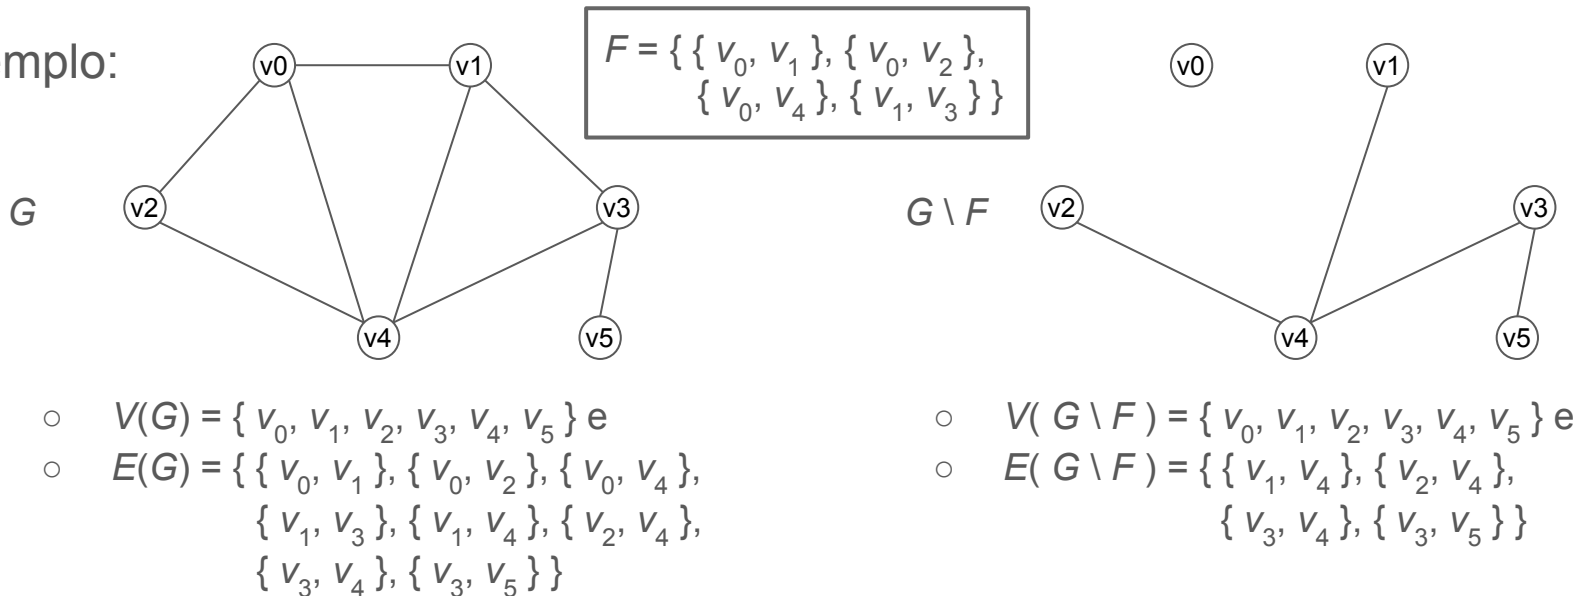 mplo:
F = { { v₀, v₁ }, { v₀, v₂ },
{ v₀, v₄ }, { v₁, v₃ } }
v0
v1
G
v2
v3
v4
v5
v0
v1
G \ F
v2
v3
v4
v5
○ V(G) = { v₀, v₁, v₂, v₃, v₄, v₅ } e
○ E(G) = { { v₀, v₁ }, { v₀, v₂ }, { v₀, v₄ },
{ v₁, v₃ }, { v₁, v₄ }, { v₂, v₄ },
{ v₃, v₄ }, { v₃, v₅ } }
○ V( G \ F ) = { v₀, v₁, v₂, v₃, v₄, v₅ } e
○ E( G \ F ) = { { v₁, v₄ }, { v₂, v₄ },
{ v₃, v₄ }, { v₃, v₅ } }